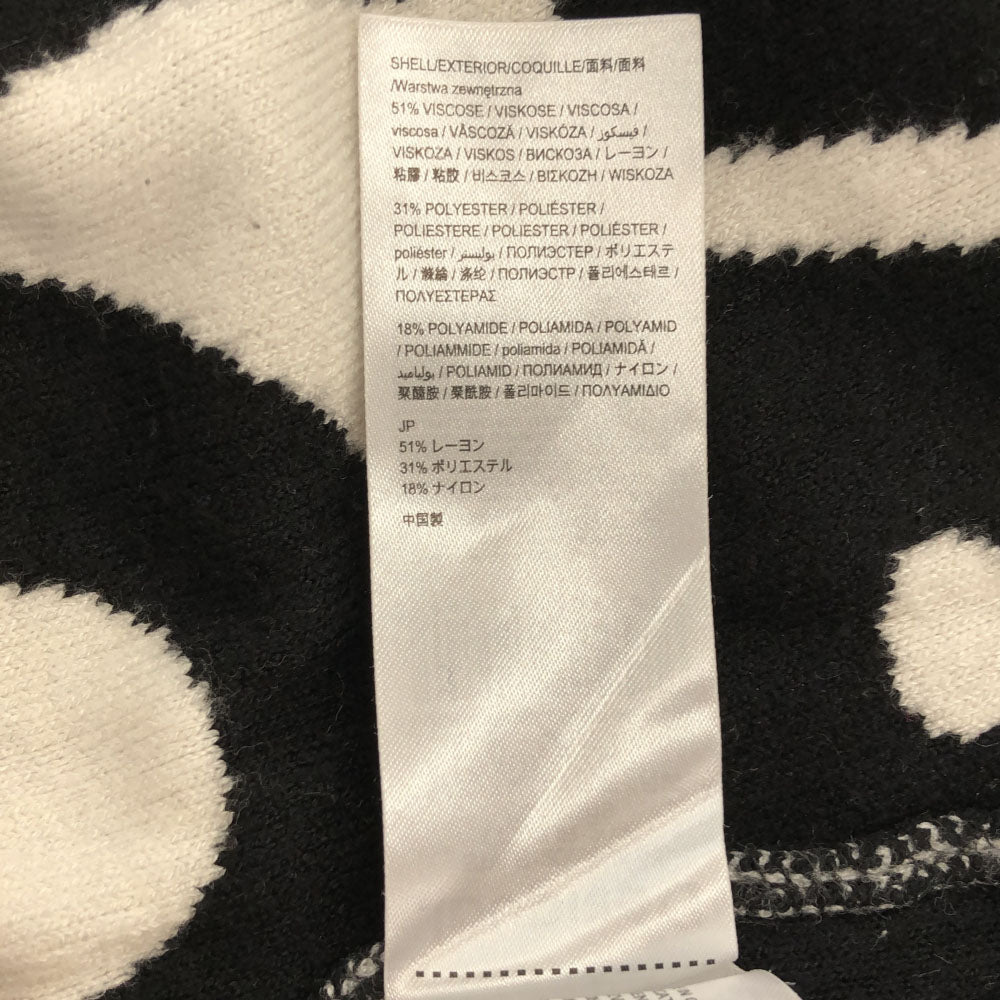 SHELL/EXTERIOR/COQUILLE/面料/面料
/Warstwa zewnętrzna
51% VISCOSE / VISKOSE / VISCOSA /
viscosa / VÂSCOZĂ / VISKÓZA / فيسكوز /
VISKOZA / VISKOS / ВИСКОЗА / レーヨン /
粘膠 / 粘胶 / 비스코스 / ΒΙΣΚΟΖΗ / WISKOZA
31% POLYESTER / POLIÉSTER /
POLIESTERE / POLIESTER / POLIÉSTER /
poliéster / بوليستر / ПОЛИЭСТЕР / ポリエステ
ル / 滌綸 / 涤纶 / ПОЛИЭСТР / 폴리에스테르 /
ΠΟΛΥΕΣΤΕΡΑΣ
18% POLYAMIDE / POLIAMIDA / POLYAMID
/ POLIAMMIDE / poliamida / POLIAMIDĂ /
بولياميد / POLIAMID / ПОЛИАМИД / ナイロン /
聚醯胺 / 聚酰胺 / 폴리마이드 / ΠΟΛΥΑΜΙΔΙΟ
JP
51% レーヨン
31% ポリエステル
18% ナイロン
中国製